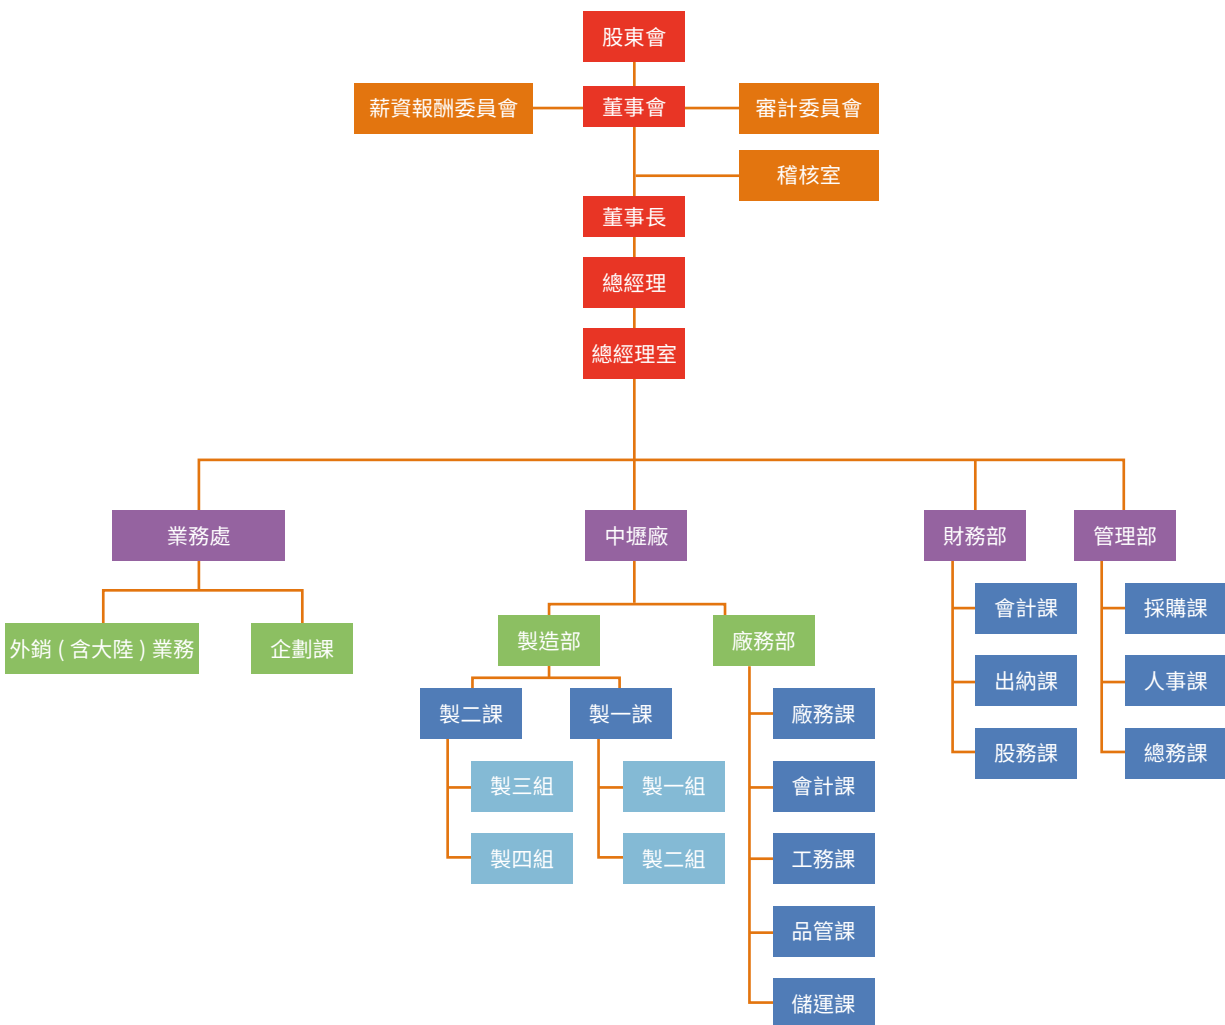 股東會
薪資報酬委員會
董事會
審計委員會
稽核室
董事長
總經理
總經理室
業務處
中壢廠
財務部
管理部
外銷 ( 含大陸 ) 業務
企劃課
製造部
廠務部
會計課
採購課
出納課
人事課
股務課
總務課
製二課
製一課
廠務課
製三組
製一組
會計課
製四組
製二組
工務課
品管課
儲運課